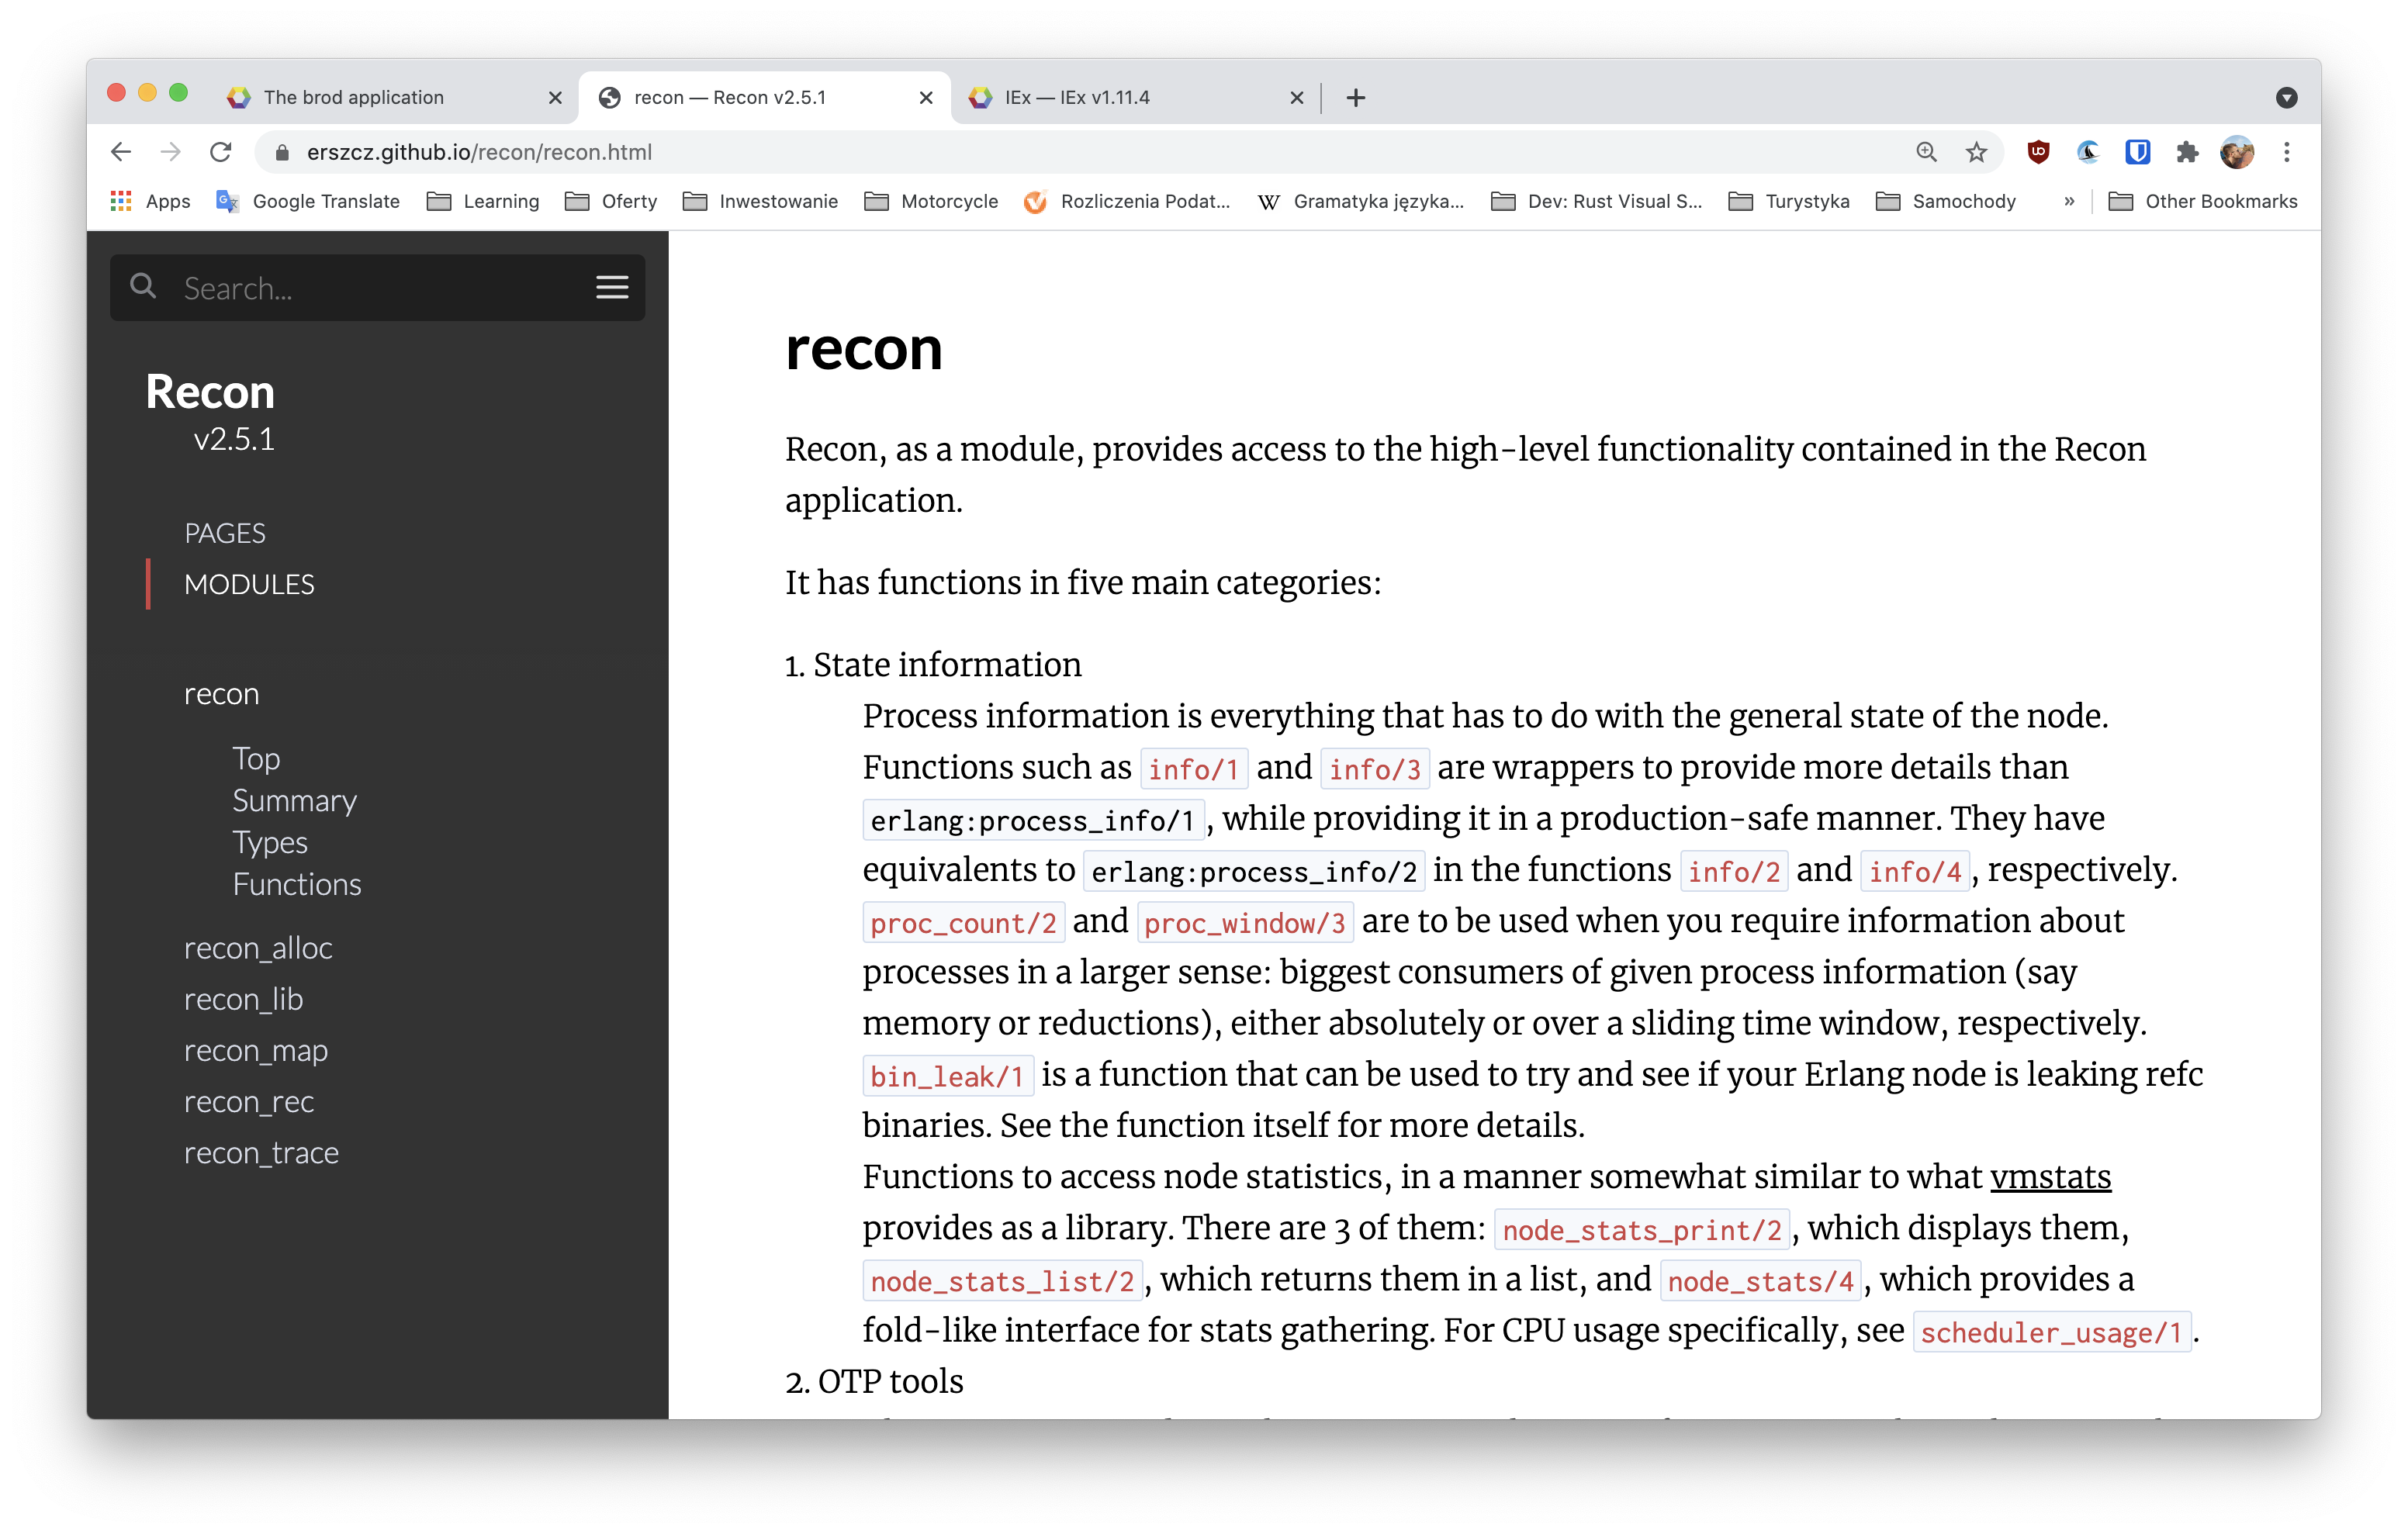 The brod application
recon — Recon v2.5.1
IEx — IEx v1.11.4
erszcz.github.io/recon/recon.html
Apps
Google Translate
Learning
Oferty
Inwestowanie
Motorcycle
Rozliczenia Podat...
Gramatyka języka...
Dev: Rust Visual S...
Turystyka
Samochody
»
Other Bookmarks
Search...
Recon
v2.5.1
PAGES
MODULES
recon
Top
Summary
Types
Functions
recon_alloc
recon_lib
recon_map
recon_rec
recon_trace
recon
Recon, as a module, provides access to the high-level functionality contained in the Recon
application.
It has functions in five main categories:
1. State information
Process information is everything that has to do with the general state of the node.
Functions such as info/1 and info/3 are wrappers to provide more details than
erlang:process_info/1, while providing it in a production-safe manner. They have
equivalents to erlang:process_info/2 in the functions info/2 and info/4, respectively.
proc_count/2 and proc_window/3 are to be used when you require information about
processes in a larger sense: biggest consumers of given process information (say
memory or reductions), either absolutely or over a sliding time window, respectively.
bin_leak/1 is a function that can be used to try and see if your Erlang node is leaking refc
binaries. See the function itself for more details.
Functions to access node statistics, in a manner somewhat similar to what vmstats
provides as a library. There are 3 of them: node_stats_print/2, which displays them,
node_stats_list/2, which returns them in a list, and node_stats/4, which provides a
fold-like interface for stats gathering. For CPU usage specifically, see scheduler_usage/1.
2. OTP tools